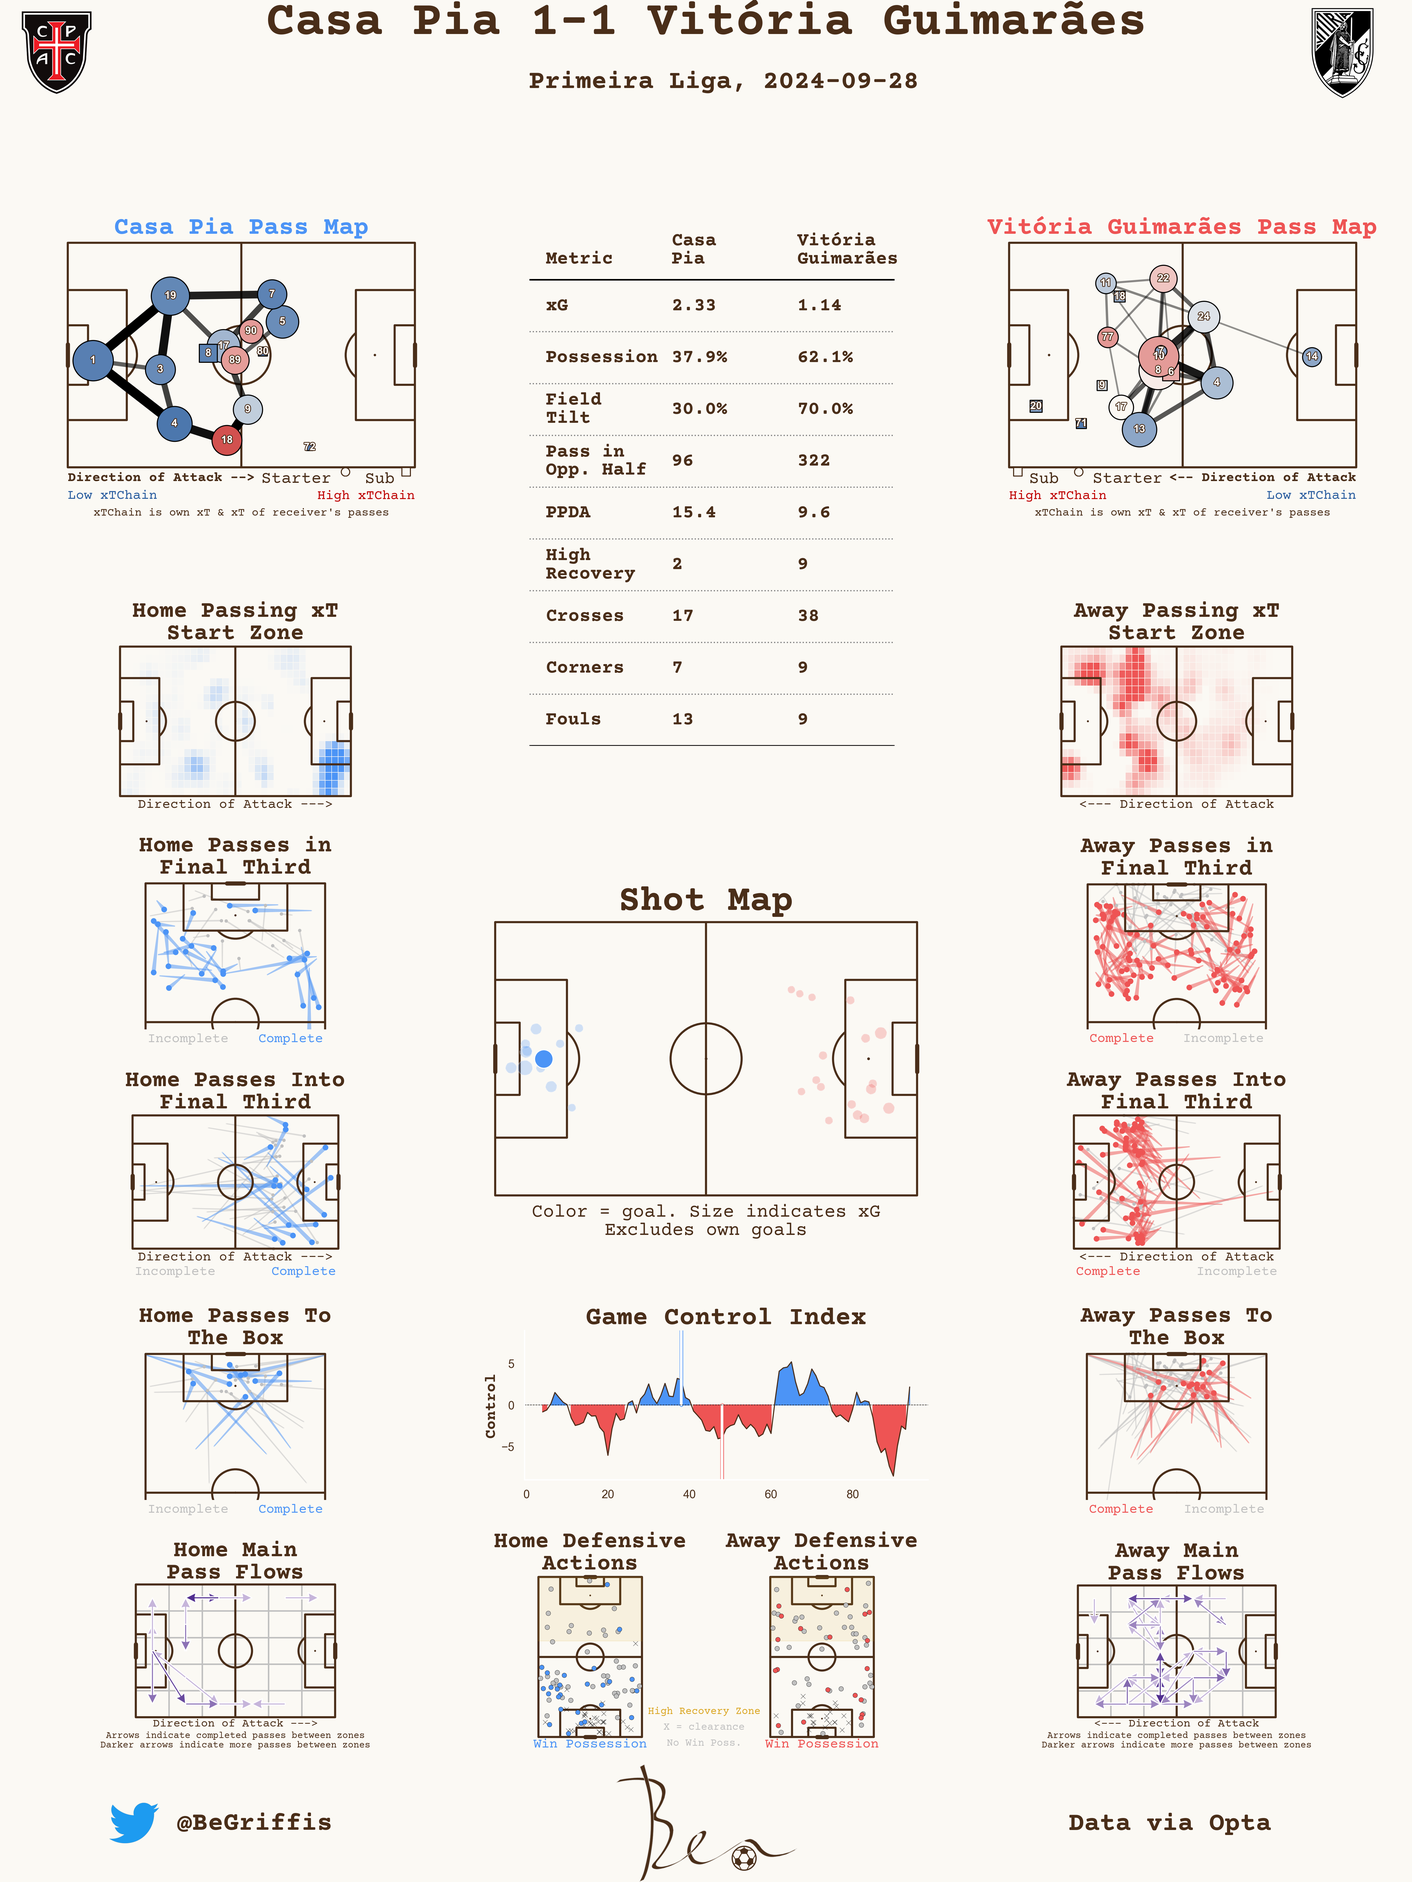 Casa Pia 1-1 Vitória Guimarães
Primeira Liga, 2024-09-28
C P
A C
Casa Pia Pass Map
19
7
5
90
17
8
80
89
1
3
9
4
18
72
Direction of Attack --> Starter Sub
Low xTChain High xTChain
xTChain is own xT & xT of receiver's passes
Metric Casa Pia Vitória Guimarães
xG 2.33 1.14
Possession 37.9% 62.1%
Field Tilt 30.0% 70.0%
Pass in Opp. Half 96 322
PPDA 15.4 9.6
High Recovery 2 9
Crosses 17 38
Corners 7 9
Fouls 13 9
Vitória Guimarães Pass Map
11
22
18
24
77
14
8
6
4
9
20
17
71
13
Sub Starter <-- Direction of Attack
High xTChain Low xTChain
xTChain is own xT & xT of receiver's passes
Home Passing xT
Start Zone
Direction of Attack --->
Away Passing xT
Start Zone
<--- Direction of Attack
Home Passes in
Final Third
Incomplete Complete
Away Passes in
Final Third
Complete Incomplete
Shot Map
Color = goal. Size indicates xG
Excludes own goals
Home Passes Into
Final Third
Direction of Attack --->
Incomplete Complete
Away Passes Into
Final Third
<--- Direction of Attack
Complete Incomplete
Home Passes To
The Box
Incomplete Complete
Game Control Index
Control
5
0
−5
0 20 40 60 80
Away Passes To
The Box
Complete Incomplete
Home Main
Pass Flows
Direction of Attack --->
Arrows indicate completed passes between zones
Darker arrows indicate more passes between zones
Home Defensive
Actions
Win Possession
Away Defensive
Actions
Win Possession
High Recovery Zone
X = clearance
No Win Poss.
Away Main
Pass Flows
<--- Direction of Attack
Arrows indicate completed passes between zones
Darker arrows indicate more passes between zones
@BeGriffis
Ben
Data via Opta